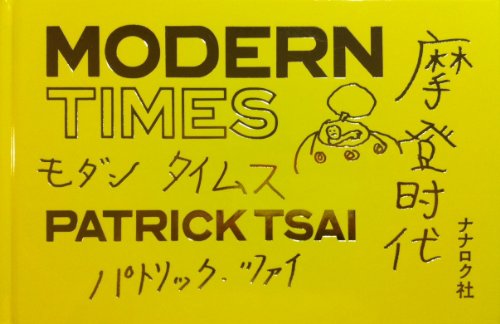 MODERN
TIMES
モダン タイムス
PATRICK TSAI
パトリック・ツァイ
摩登时代
ナナロク社